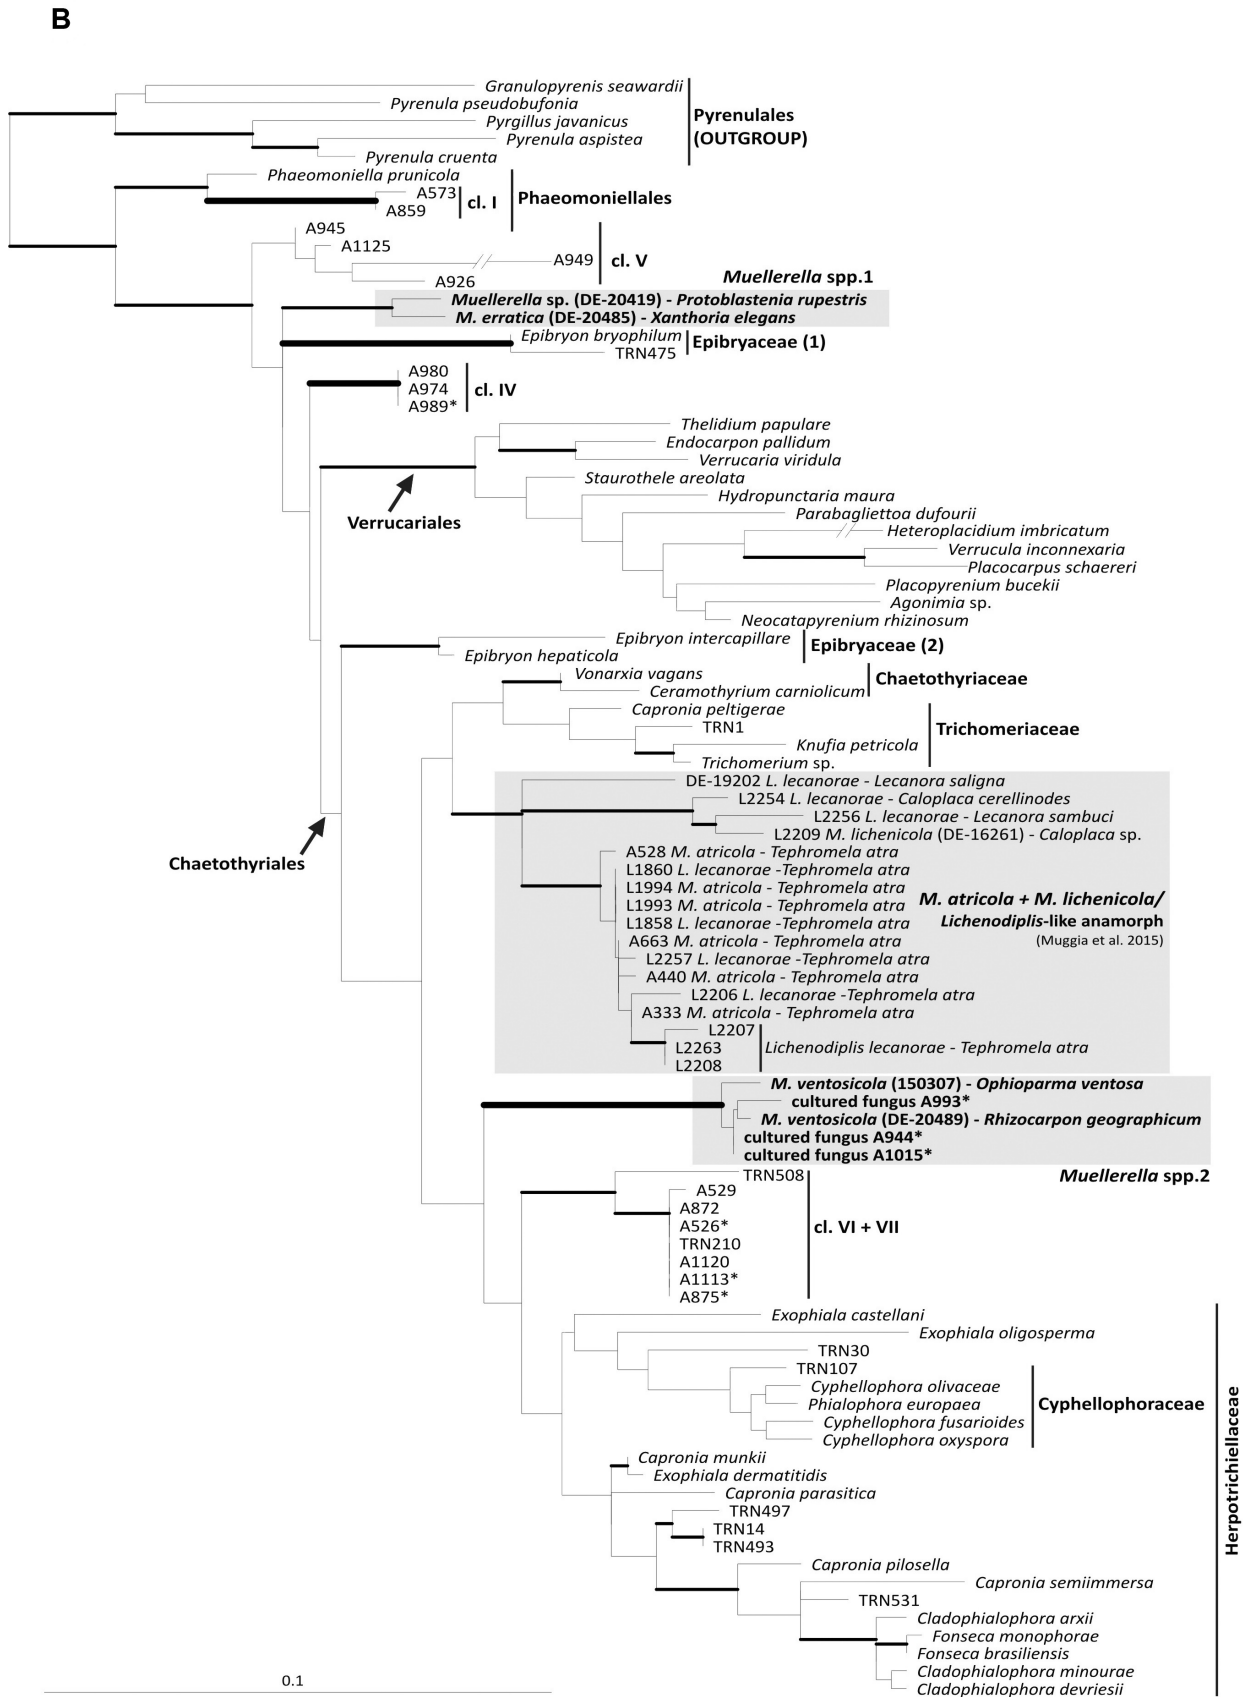 B
Granulopyrenis seawardii
Pyrenula pseudobufonia
Pyrgillus javanicus
Pyrenula aspistea
Pyrenula cruenta
Pyrenulales
(OUTGROUP)
Phaeomoniella prunicola
A573
A859
cl. I
Phaeomoniellales
A945
A1125
A949
A926
cl. V
Muellerella spp.1
Muellerella sp. (DE-20419) - Protoblastenia rupestris
M. erratica (DE-20485) - Xanthoria elegans
Epibryon bryophilum
TRN475
Epibryaceae (1)
A980
A974
A989*
cl. IV
Thelidium papulare
Endocarpon pallidum
Verrucaria viridula
Staurothele areolata
Hydropunctaria maura
Parabagliettoa dufourii
Heteroplacidium imbricatum
Verrucula inconnexaria
Placocarpus schaereri
Placopyrenium bucekii
Agonimia sp.
Neocatapyrenium rhizinosum
Verrucariales
Epibryon intercapillare
Epibryon hepaticola
Epibryaceae (2)
Vonarxia vagans
Ceramothyrium carniolicum
Chaetothyriaceae
Capronia peltigerae
TRN1
Knufia petricola
Trichomerium sp.
Trichomeriaceae
Chaetothyriales
DE-19202 L. lecanorae - Lecanora saligna
L2254 L. lecanorae - Caloplaca cerellinodes
L2256 L. lecanorae - Lecanora sambuci
L2209 M. lichenicola (DE-16261) - Caloplaca sp.
A528 M. atricola - Tephromela atra
L1860 L. lecanorae -Tephromela atra
L1994 M. atricola - Tephromela atra
L1993 M. atricola - Tephromela atra
L1858 L. lecanorae -Tephromela atra
A663 M. atricola - Tephromela atra
L2257 L. lecanorae -Tephromela atra
A440 M. atricola - Tephromela atra
L2206 L. lecanorae -Tephromela atra
A333 M. atricola - Tephromela atra
L2207
L2263
L2208
Lichenodiplis lecanorae - Tephromela atra
M. atricola + M. lichenicola/
Lichenodiplis-like anamorph
(Muggia et al. 2015)
M. ventosicola (150307) - Ophioparma ventosa
cultured fungus A993*
M. ventosicola (DE-20489) - Rhizocarpon geographicum
cultured fungus A944*
cultured fungus A1015*
Muellerella spp.2
TRN508
A529
A872
A526*
TRN210
A1120
A1113*
A875*
cl. VI + VII
Exophiala castellani
Exophiala oligosperma
TRN30
TRN107
Cyphellophora olivaceae
Phialophora europaea
Cyphellophora fusarioides
Cyphellophora oxyspora
Cyphellophoraceae
Capronia munkii
Exophiala dermatitidis
Capronia parasitica
TRN497
TRN14
TRN493
Capronia pilosella
Capronia semiimmersa
TRN531
Cladophialophora arxii
Fonseca monophorae
Fonseca brasiliensis
Cladophialophora minourae
Cladophialophora devriesii
Herpotrichiellaceae
0.1